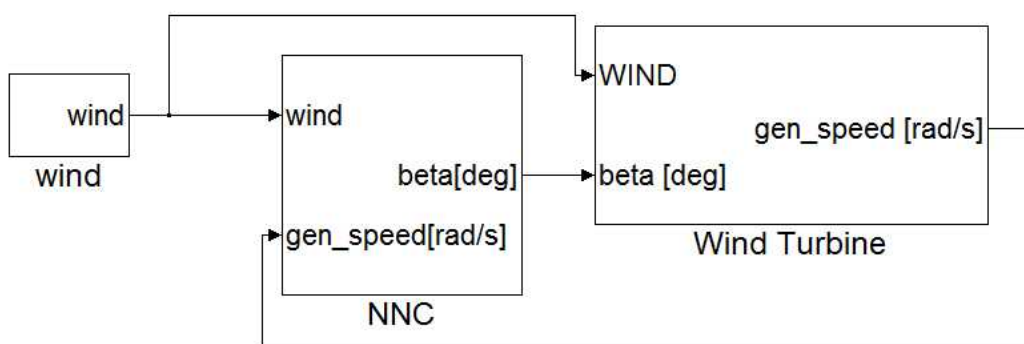 wind
wind
wind
beta[deg]
gen_speed[rad/s]
NNC
WIND
gen_speed [rad/s]
beta [deg]
Wind Turbine